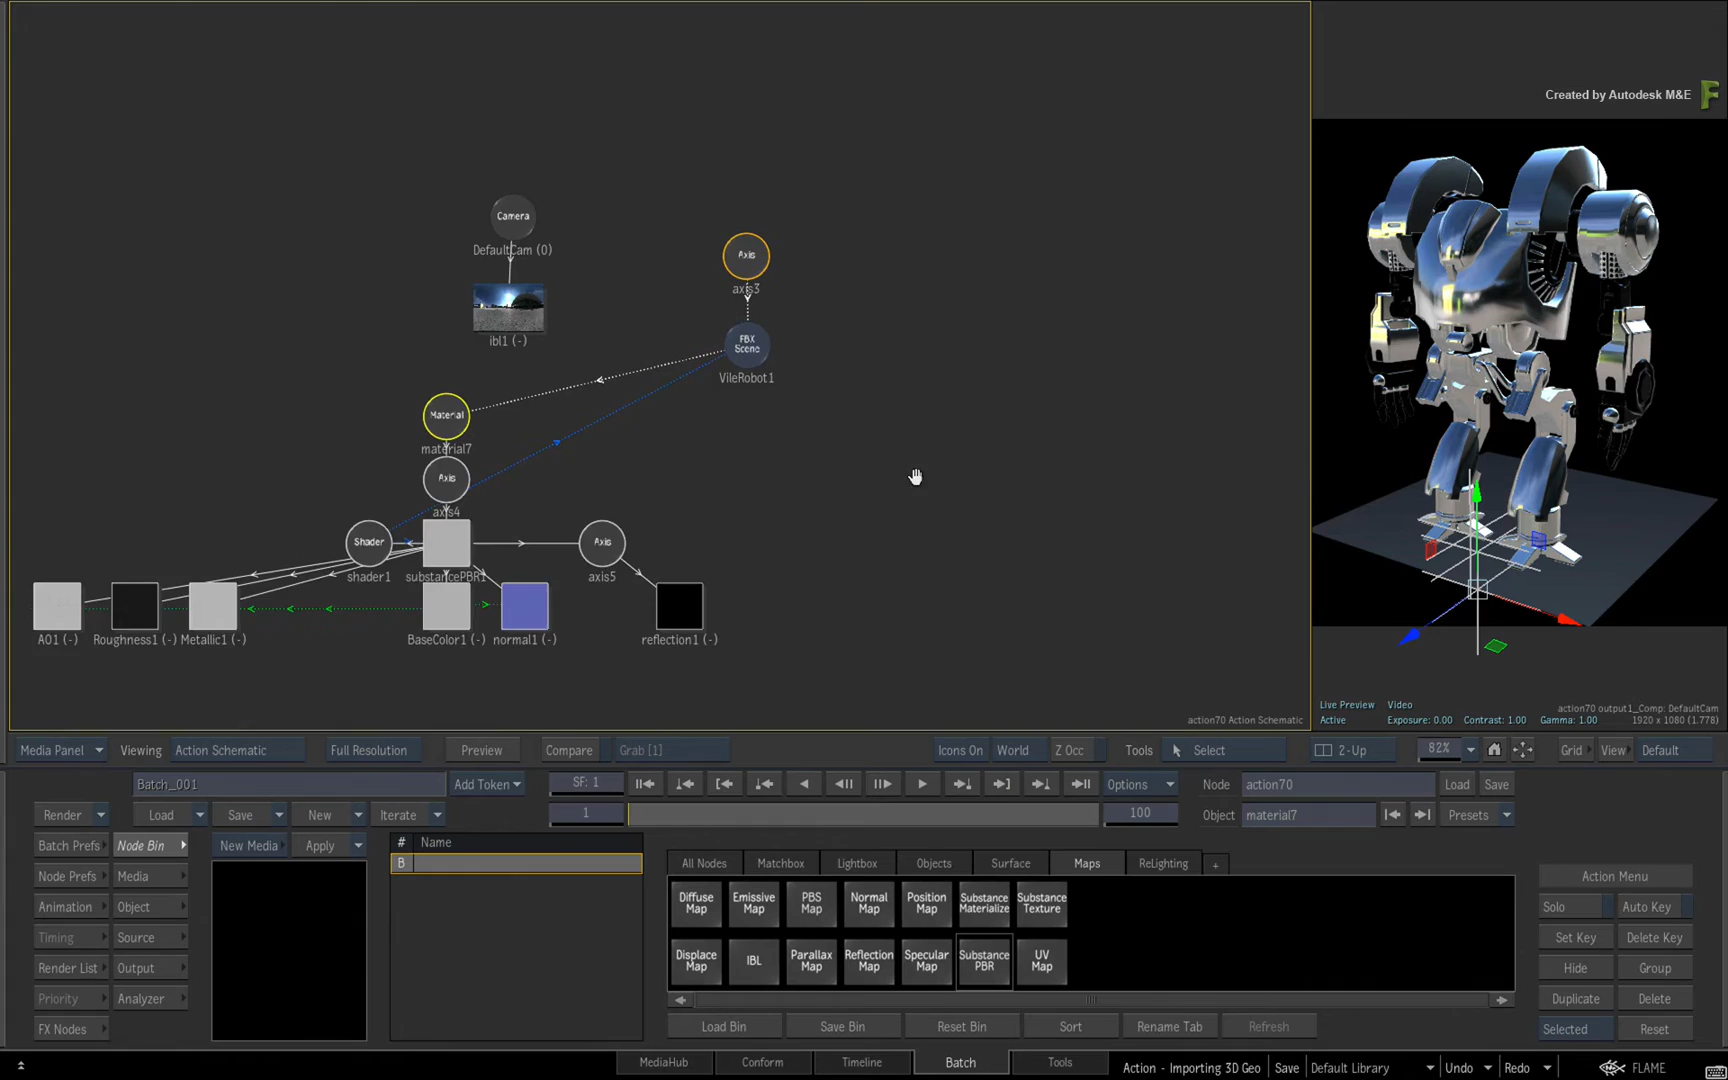 Created by Autodesk M&E
Camera
DefaultCam (0)
ibl1 (-)
Axis
axis3
FBX
Scene
VileRobot1
Material
material7
Axis
axis4
Shader
shader1
substancePBR1
Axis
axis5
AO1 (-)
Roughness1 (-)
Metallic1 (-)
BaseColor1 (-)
normal1 (-)
reflection1 (-)
action70 Action Schematic
Live Preview Video
Active Exposure: 0.00 Contrast: 1.00 Gamma: 1.00
action70 output1_Comp: DefaultCam
1920 x 1080 (1.778)
Media Panel Viewing Action Schematic Full Resolution Preview Compare Grab [1] Icons On World Z Occ Tools Select 2-Up 82% Grid View Default
Batch_001 Add Token SF: 1 Options Node action70 Load Save
Render Load Save New Iterate 1 100 Object material7 Presets
Batch Prefs Node Bin New Media Apply # Name
B
Node Prefs Media
Animation Object
Timing Source
Render List Output
Priority Analyzer
FX Nodes
All Nodes Matchbox Lightbox Objects Surface Maps ReLighting +
Diffuse Map
Emissive Map
PBS Map
Normal Map
Position Map
Substance Materialize
Substance Texture
Displace Map
IBL
Parallax Map
Reflection Map
Specular Map
Substance PBR
UV Map
Load Bin Save Bin Reset Bin Sort Rename Tab Refresh
Action Menu
Solo Auto Key
Set Key Delete Key
Hide Group
Duplicate Delete
Selected Reset
MediaHub Conform Timeline Batch Tools Action - Importing 3D Geo Save Default Library Undo Redo FLAME